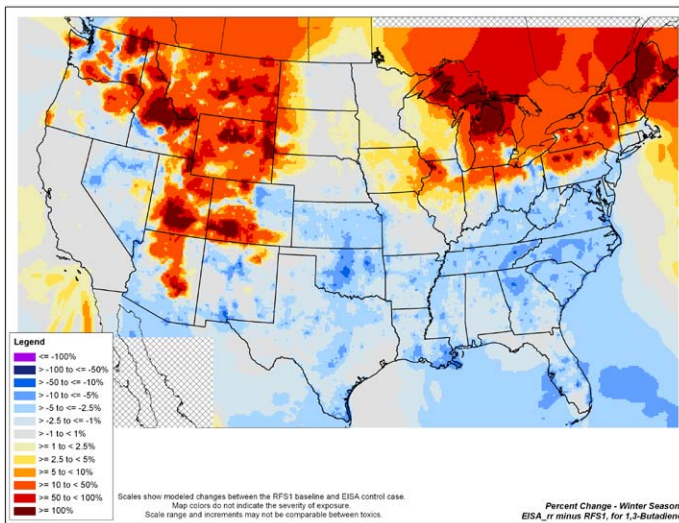 Legend
<= -100%
> -100 to <= -50%
> -50 to <= -10%
> -10 to <= -5%
> -5 to <= -2.5%
> -2.5 to <= -1%
> -1 to < 1%
>= 1 to < 2.5%
>= 2.5 to < 5%
>= 5 to < 10%
>= 10 to < 50%
>= 50 to < 100%
>= 100%
Scales show modeled changes between the RFS1 baseline and EISA control case.
Map colors do not indicate the severity of exposure.
Scale range and increments may not be comparable between toxics.
Percent Change - Winter Season
EISA_rr minus RFS1, for 1,3-Butadiene